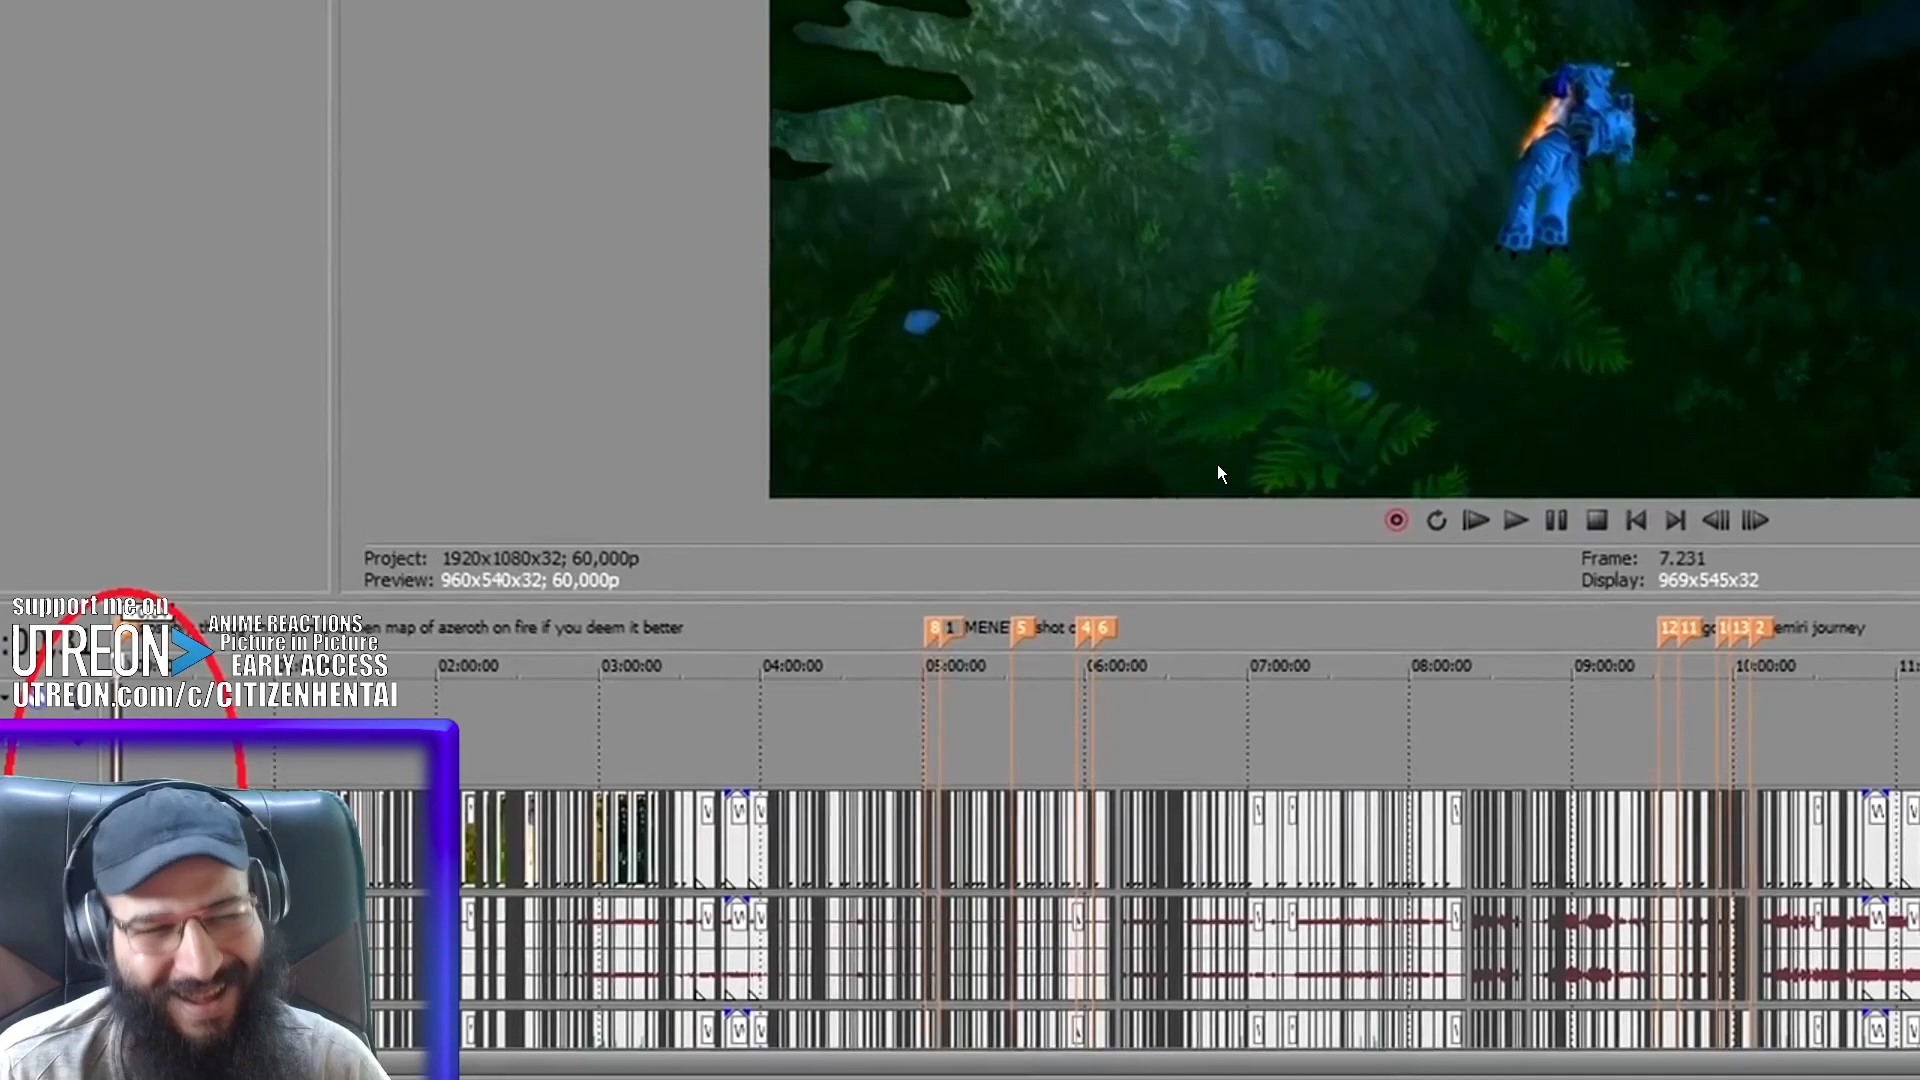 Project: 1920x1080x32; 60,000p
Preview: 960x540x32; 60,000p
Frame: 7.231
Display: 969x545x32
support me on
UTREON
ANIME REACTIONS
Picture in Picture
EARLY ACCESS
UTREON.com/c/CITIZENHENTAI
en map of azeroth on fire if you deem it better
8 1 MENE 5 shot 4 6
12 11 13 2 emiri journey
02:00:00 03:00:00 04:00:00 05:00:00 06:00:00 07:00:00 08:00:00 09:00:00 10:00:00 11: